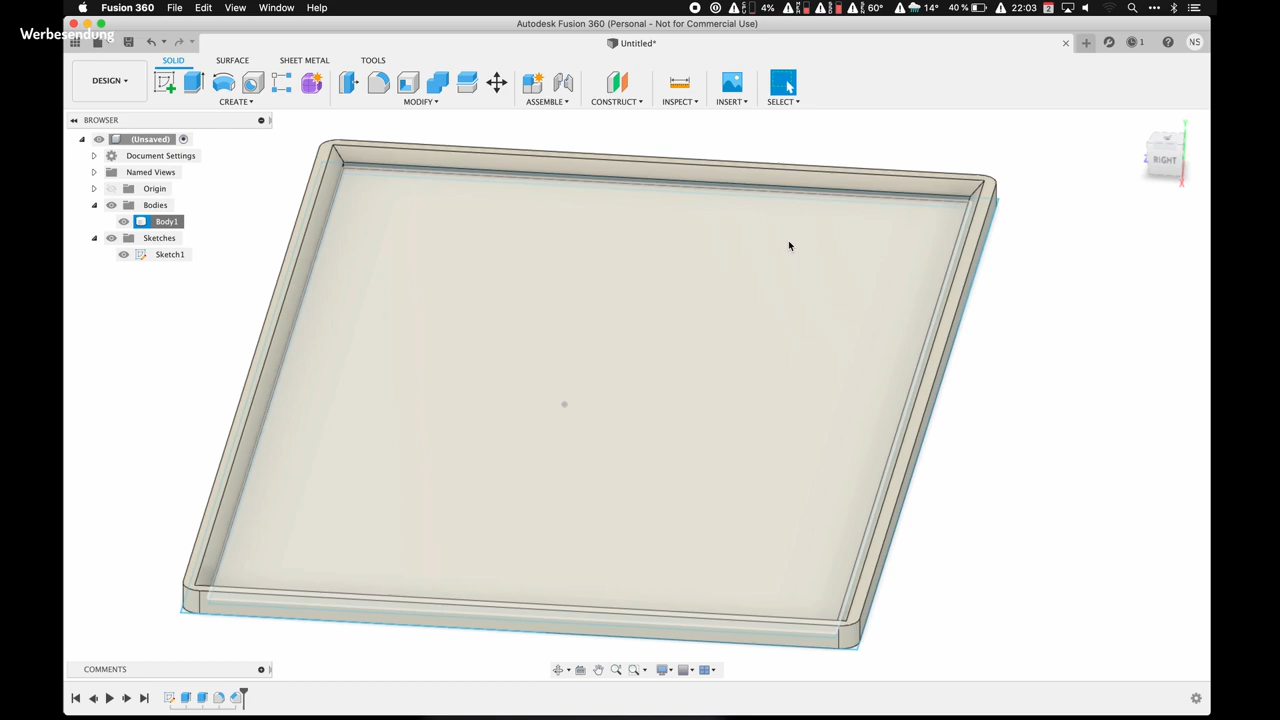 Fusion 360 File Edit View Window Help 4% 60° 14° 40% 22:03 2
Autodesk Fusion 360 (Personal - Not for Commercial Use)
Werbesendung
Untitled* 1 NS
SOLID SURFACE SHEET METAL TOOLS
DESIGN
CREATE MODIFY ASSEMBLE CONSTRUCT INSPECT INSERT SELECT
BROWSER
(Unsaved)
Document Settings
Named Views
Origin
Bodies
Body1
Sketches
Sketch1
Y
RIGHT
Z
X
COMMENTS